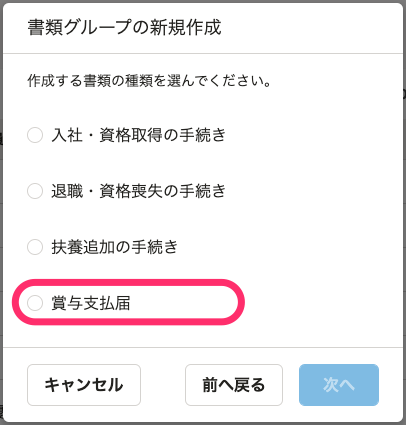 書類グループの新規作成
作成する書類の種類を選んでください。
入社・資格取得の手続き
退職・資格喪失の手続き
扶養追加の手続き
賞与支払届
キャンセル
前へ戻る
次へ